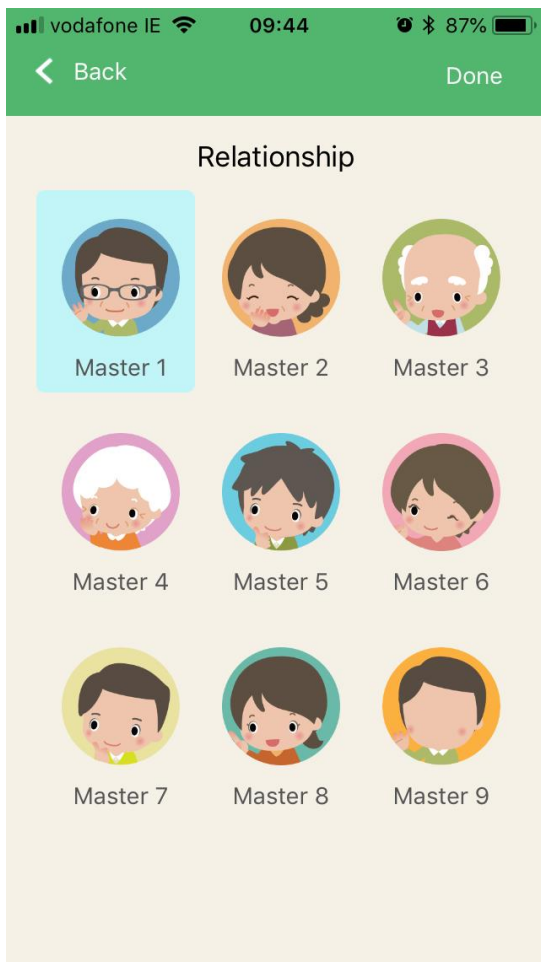 vodafone IE 09:44 87%
Back Done
Relationship
Master 1 Master 2 Master 3
Master 4 Master 5 Master 6
Master 7 Master 8 Master 9